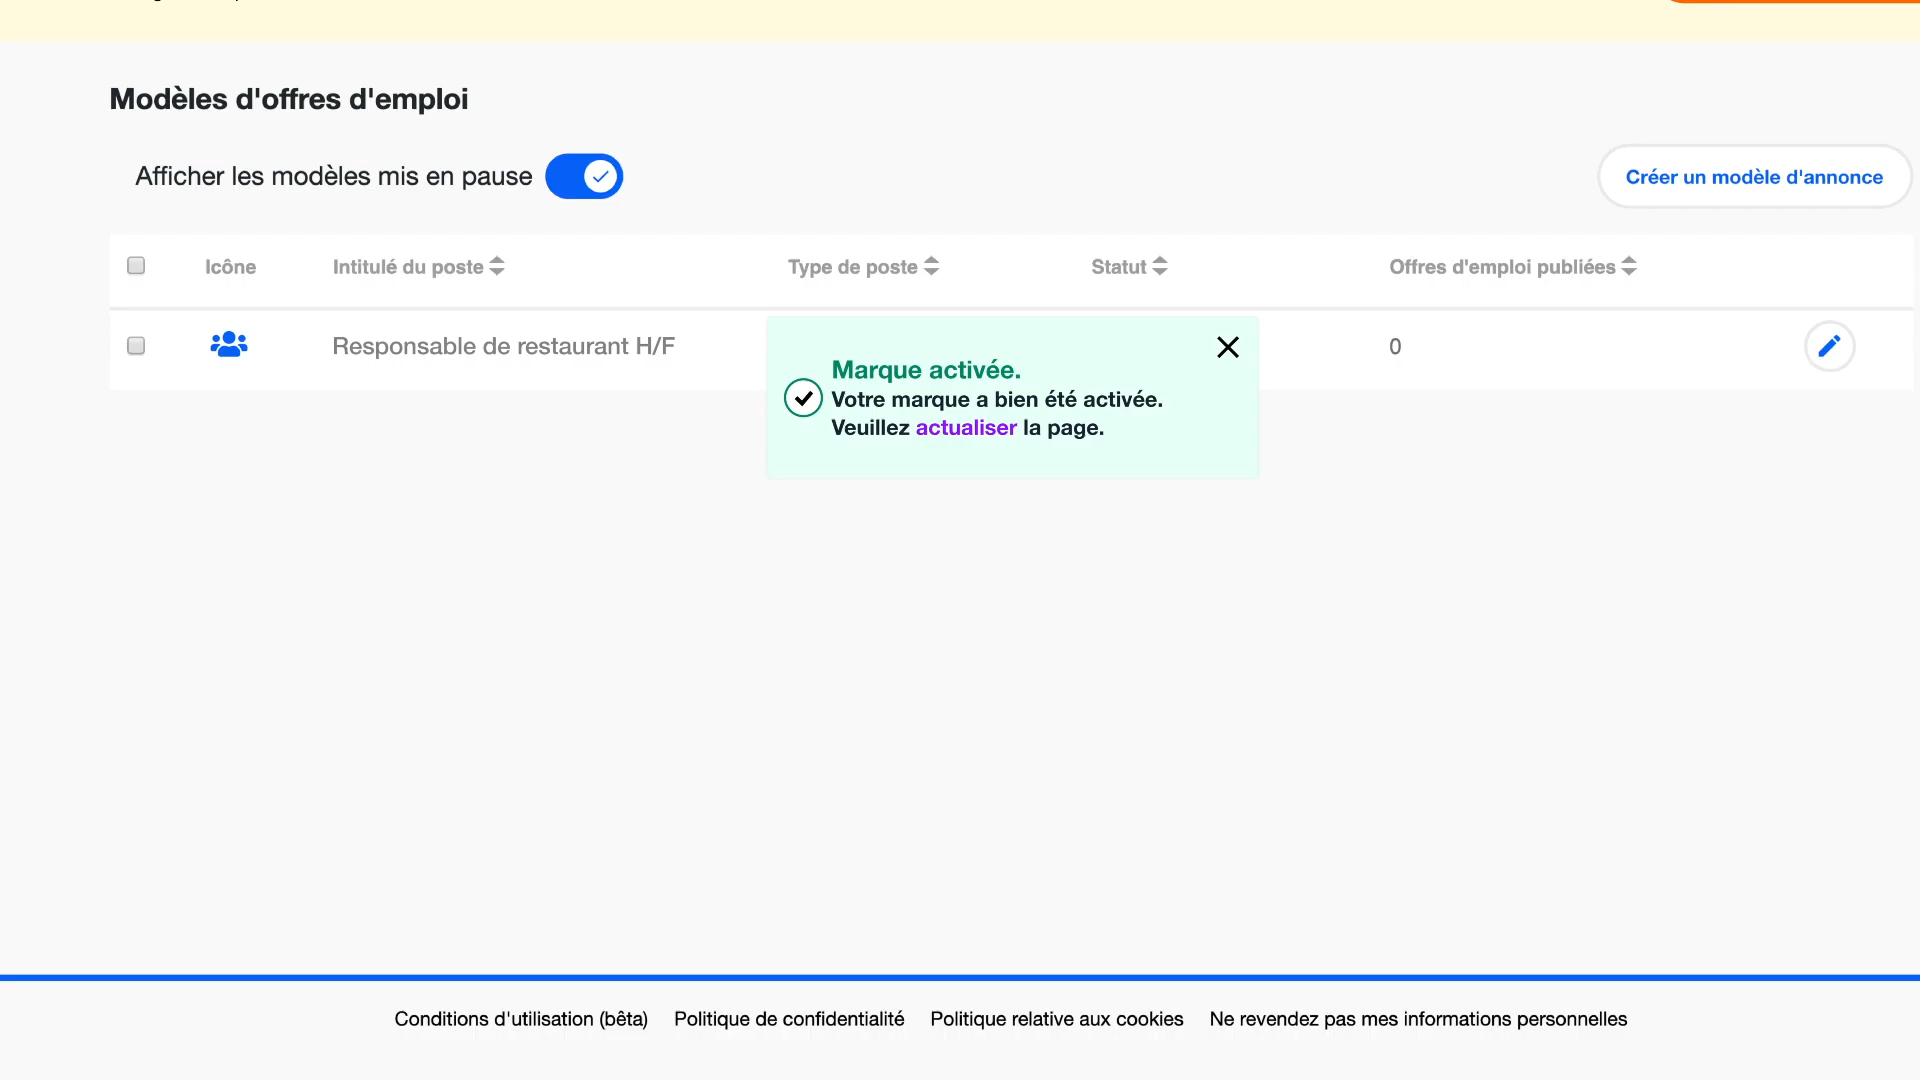 Modèles d'offres d'emploi
Afficher les modèles mis en pause
Créer un modèle d'annonce
Icône Intitulé du poste Type de poste Statut Offres d'emploi publiées
Responsable de restaurant H/F 0
Marque activée.
Votre marque a bien été activée.
Veuillez actualiser la page.
Conditions d'utilisation (bêta) Politique de confidentialité Politique relative aux cookies Ne revendez pas mes informations personnelles